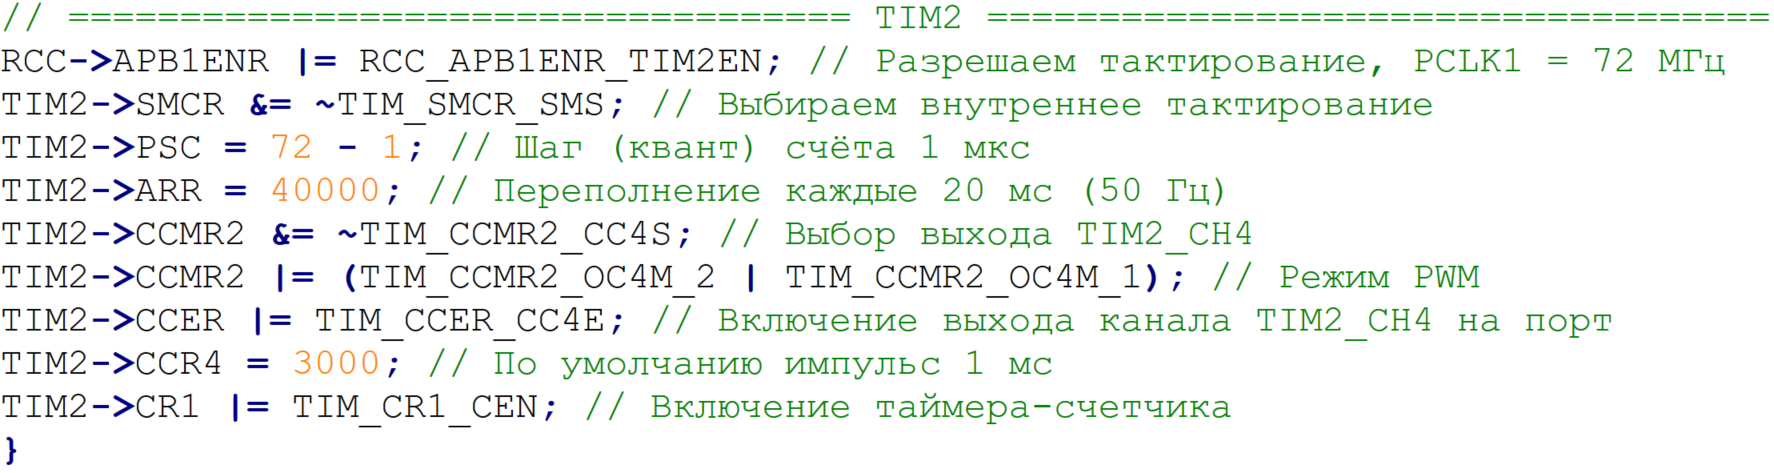 // =================================== TIM2 ===================================
RCC->APB1ENR |= RCC_APB1ENR_TIM2EN; // Разрешаем тактирование, PCLK1 = 72 МГц
TIM2->SMCR &= ~TIM_SMCR_SMS; // Выбираем внутреннее тактирование
TIM2->PSC = 72 - 1; // Шаг (квант) счёта 1 мкс
TIM2->ARR = 40000; // Переполнение каждые 20 мс (50 Гц)
TIM2->CCMR2 &= ~TIM_CCMR2_CC4S; // Выбор выхода TIM2_CH4
TIM2->CCMR2 |= (TIM_CCMR2_OC4M_2 | TIM_CCMR2_OC4M_1); // Режим PWM
TIM2->CCER |= TIM_CCER_CC4E; // Включение выхода канала TIM2_CH4 на порт
TIM2->CCR4 = 3000; // По умолчанию импульс 1 мс
TIM2->CR1 |= TIM_CR1_CEN; // Включение таймера-счетчика
}